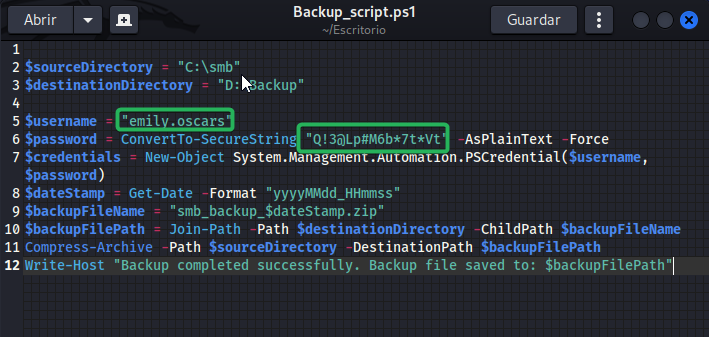 Abrir
Backup_script.ps1
~/Escritorio
Guardar
1
2 $sourceDirectory = "C:\smb"
3 $destinationDirectory = "D:\Backup"
4
5 $username = "emily.oscars"
6 $password = ConvertTo-SecureString "Q!3@Lp#M6b*7t*Vt" -AsPlainText -Force
7 $credentials = New-Object System.Management.Automation.PSCredential($username,
$password)
8 $dateStamp = Get-Date -Format "yyyyMMdd_HHmmss"
9 $backupFileName = "smb_backup_$dateStamp.zip"
10 $backupFilePath = Join-Path -Path $destinationDirectory -ChildPath $backupFileName
11 Compress-Archive -Path $sourceDirectory -DestinationPath $backupFilePath
12 Write-Host "Backup completed successfully. Backup file saved to: $backupFilePath"